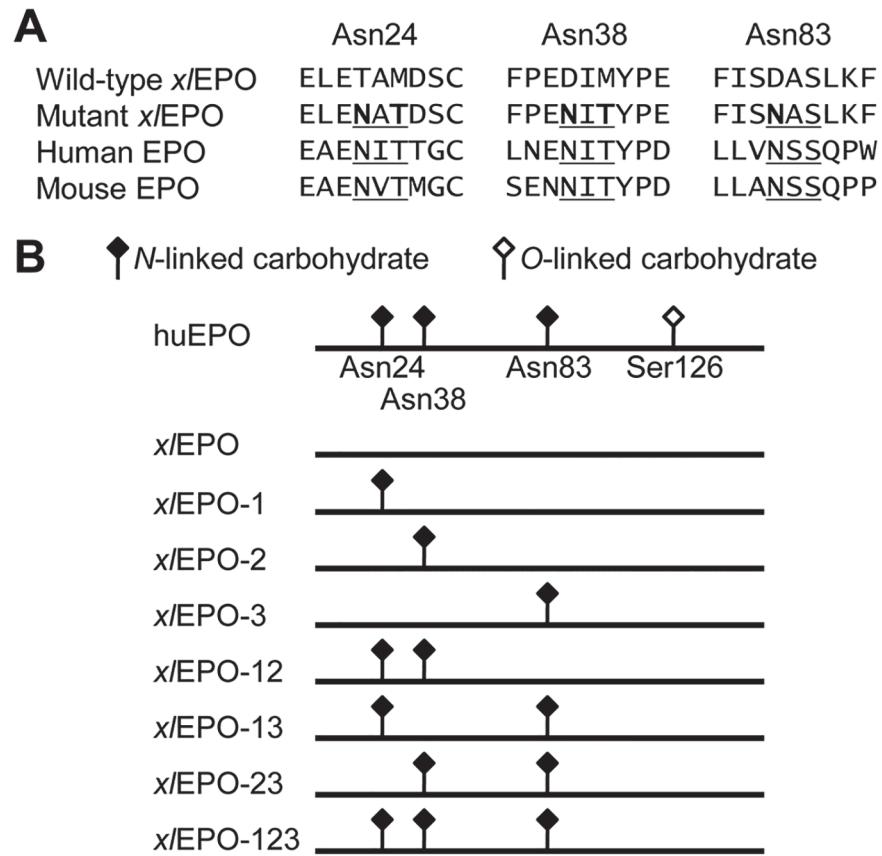 A
Asn24 Asn38 Asn83
Wild-type xlEPO ELETAMDSC FPEDIMYPE FISDASLKF
Mutant xlEPO ELENATDSC FPENITYPE FISNASLKF
Human EPO EAENITTGC LNENITYPD LLVNSSQPW
Mouse EPO EAENVTMGC SENNITYPD LLANSSQPP
B
N-linked carbohydrate O-linked carbohydrate
huEPO
Asn24 Asn83 Ser126
Asn38
xlEPO
xlEPO-1
xlEPO-2
xlEPO-3
xlEPO-12
xlEPO-13
xlEPO-23
xlEPO-123